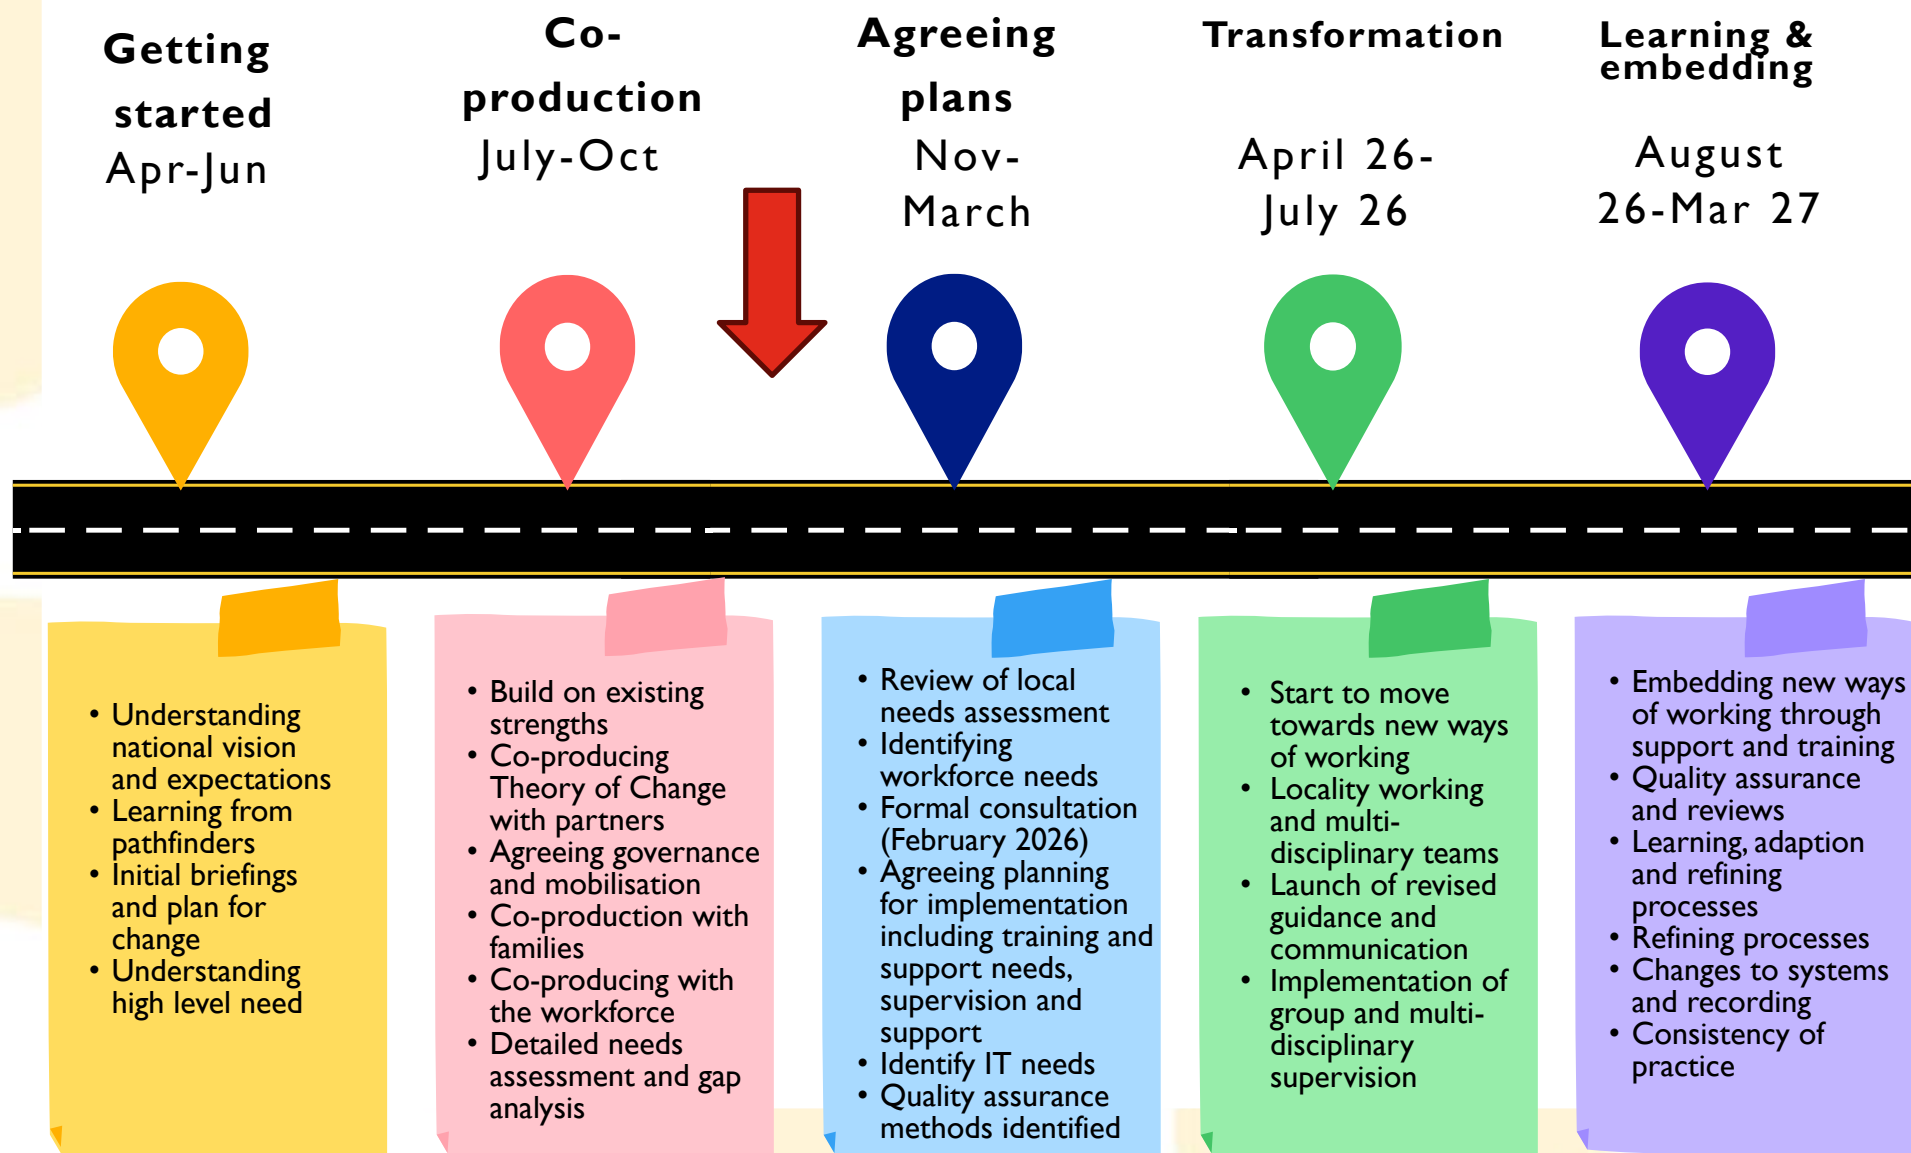 Getting
started
Apr-Jun
Co-
production
July-Oct
Agreeing
plans
Nov-
March
Transformation
April 26-
July 26
Learning &
embedding
August
26-Mar 27
• Understanding
national vision
and expectations
• Learning from
pathfinders
• Initial briefings
and plan for
change
• Understanding
high level need
• Build on existing
strengths
• Co-producing
Theory of Change
with partners
• Agreeing governance
and mobilisation
• Co-production with
families
• Co-producing with
the workforce
• Detailed needs
assessment and gap
analysis
• Review of local
needs assessment
• Identifying
workforce needs
• Formal consultation
(February 2026)
• Agreeing planning
for implementation
including training and
support needs,
supervision and
support
• Identify IT needs
• Quality assurance
methods identified
• Start to move
towards new ways
of working
• Locality working
and multi-
disciplinary teams
• Launch of revised
guidance and
communication
• Implementation of
group and multi-
disciplinary
supervision
• Embedding new ways
of working through
support and training
• Quality assurance
and reviews
• Learning, adaption
and refining
processes
• Refining processes
• Changes to systems
and recording
• Consistency of
practice